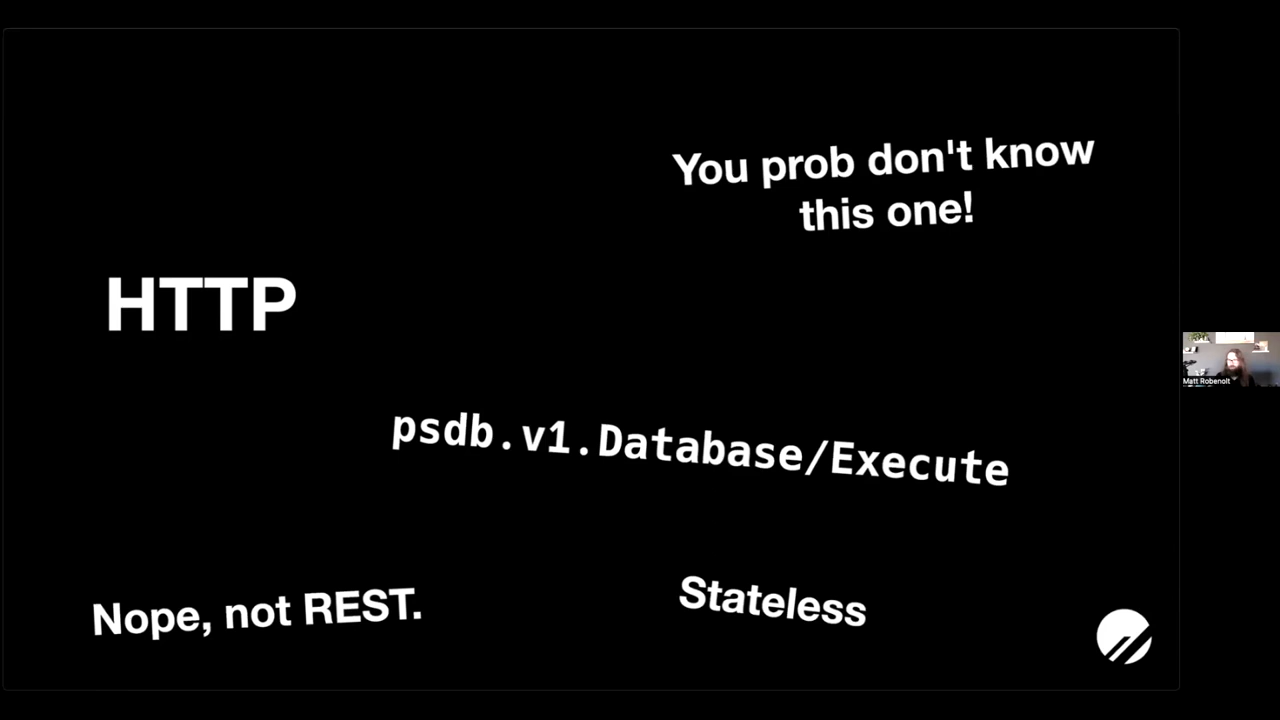 You prob don't know
this one!
HTTP
psdb.v1.Database/Execute
Nope, not REST.
Stateless
Matt Robenolt